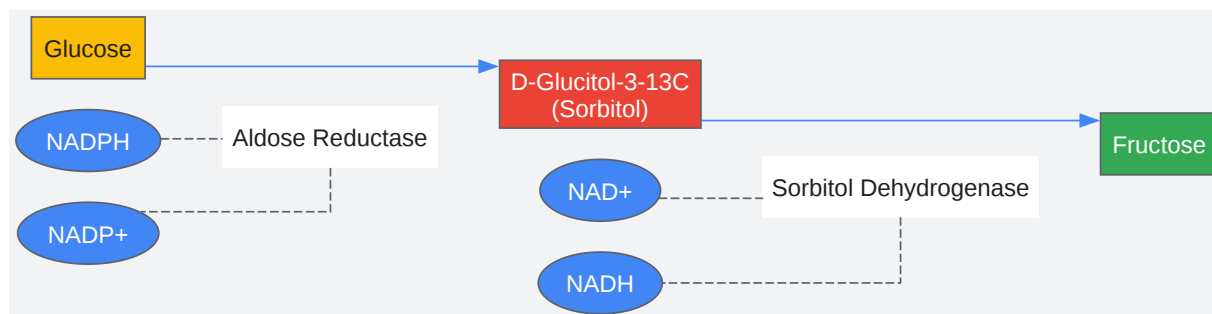 Glucose
D-Glucitol-3-13C
(Sorbitol)
NADPH
Aldose Reductase
Fructose
NAD+
Sorbitol Dehydrogenase
NADP+
NADH